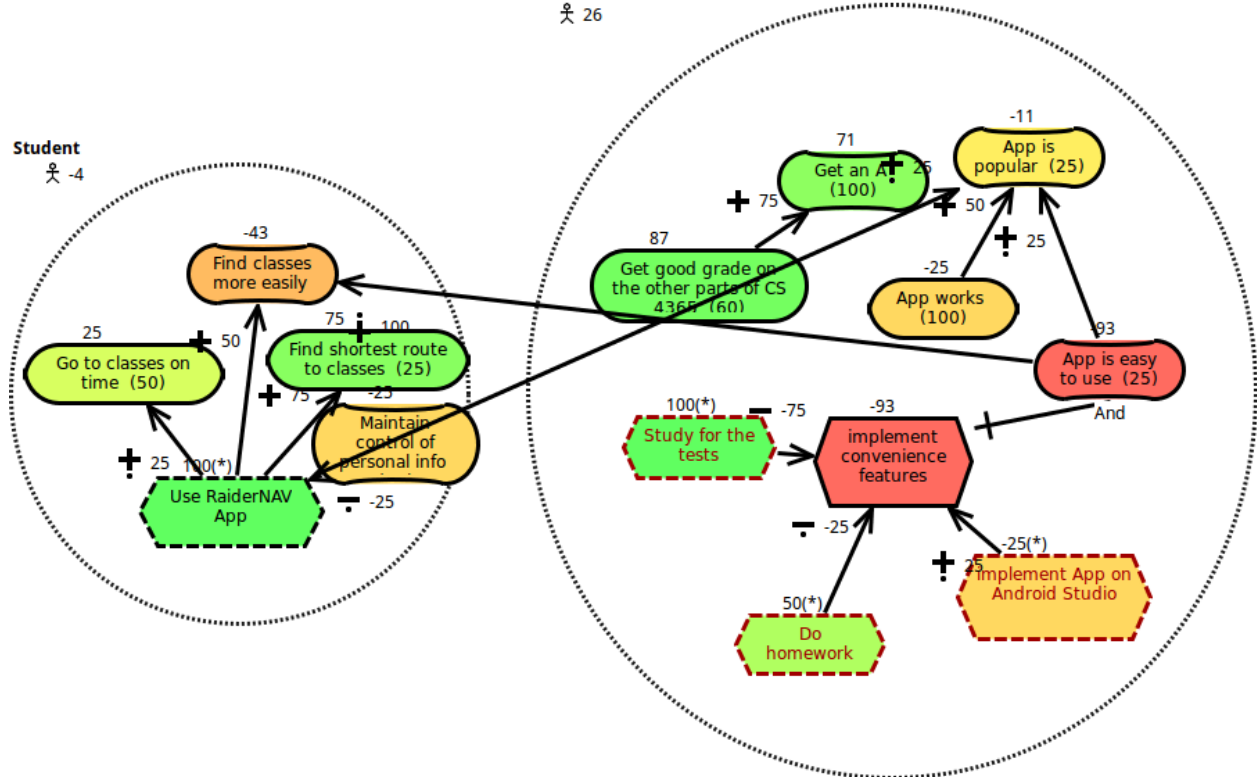 26
Student
-4
-43
Find classes
more easily
25
Go to classes on
time (50)
50
75
100
Find shortest route
to classes (25)
75
-25
Maintain
control of
personal info
25
100(*)
Use RaiderNAV
App
-25
71
Get an A
(100)
25
75
87
Get good grade on
the other parts of CS
4365 (60)
-11
App is
popular (25)
50
25
-25
App works
(100)
-93
App is easy
to use (25)
And
100(*)
-75
Study for the
tests
-93
implement
convenience
features
-25
50(*)
Do
homework
25
-25(*)
Implement App on
Android Studio